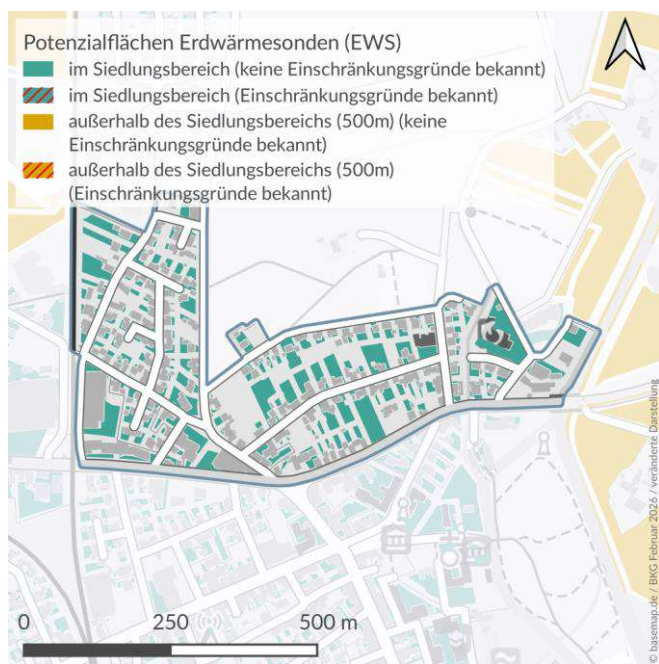 Potenzialflächen Erdwärmesonden (EWS)
im Siedlungsbereich (keine Einschränkungsgründe bekannt)
im Siedlungsbereich (Einschränkungsgründe bekannt)
außerhalb des Siedlungsbereichs (500m) (keine
Einschränkungsgründe bekannt)
außerhalb des Siedlungsbereichs (500m)
(Einschränkungsgründe bekannt)
0 250 500 m
© basemap.de / BKG Februar 2026 / veränderte Darstellung